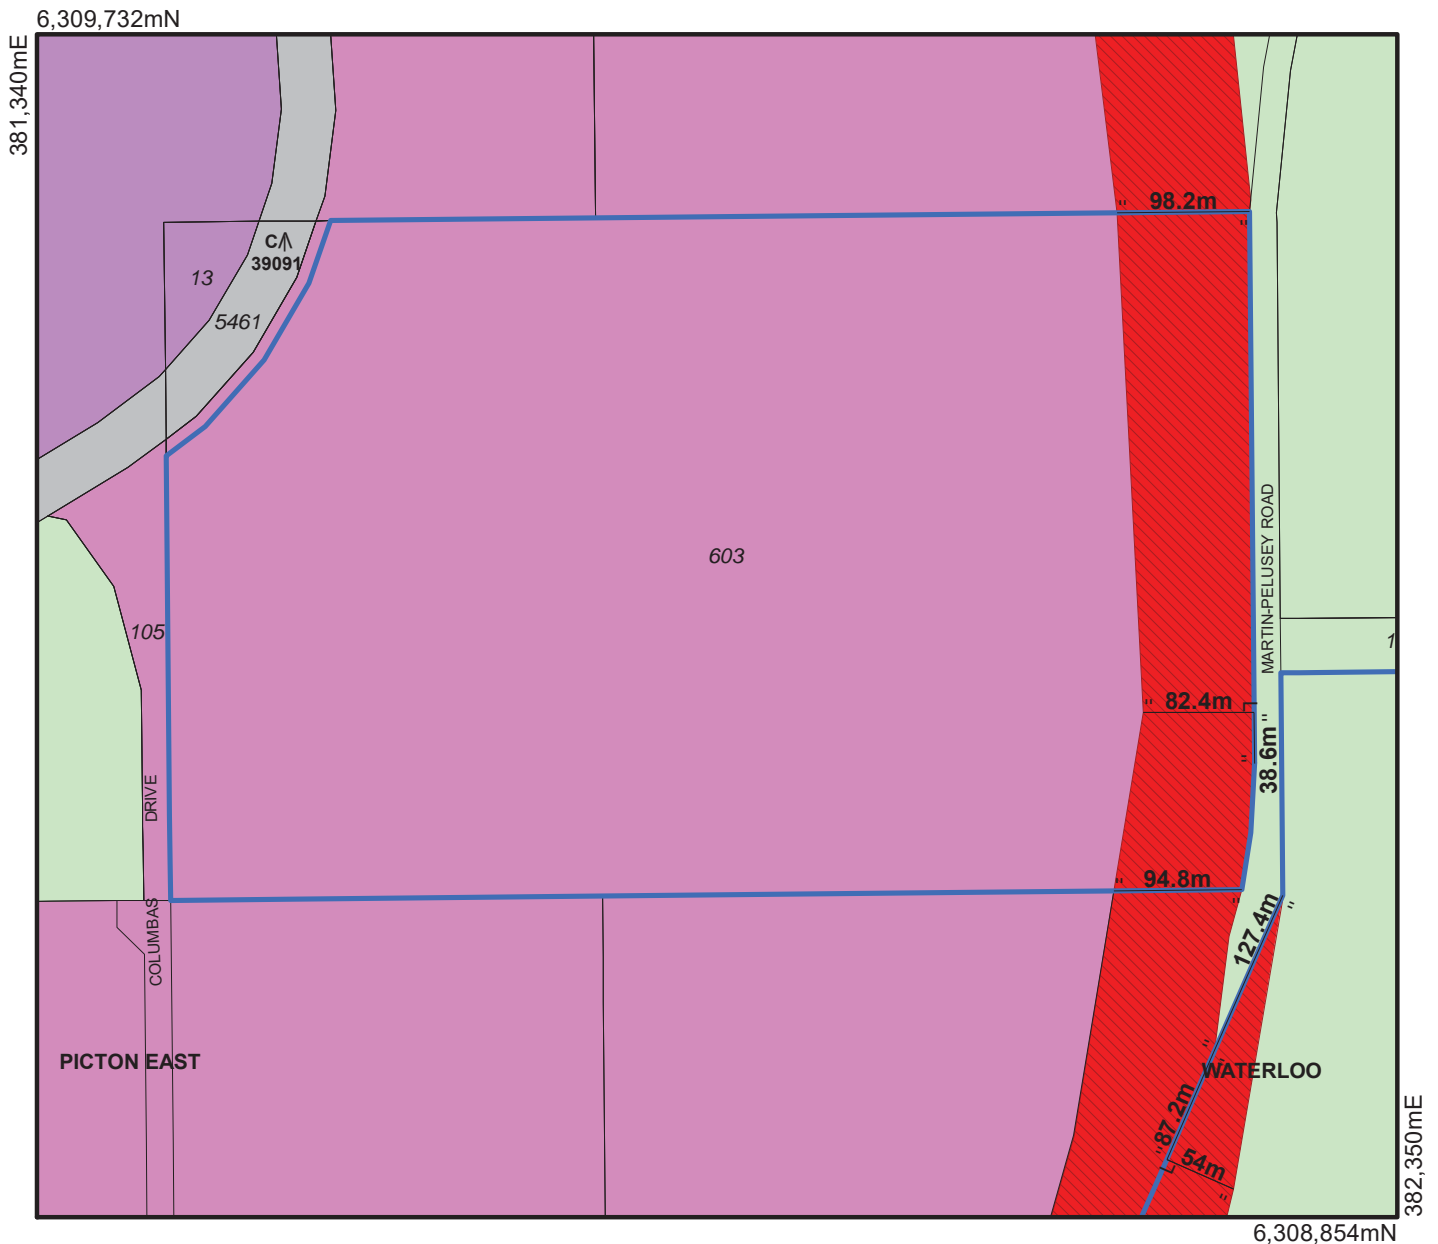 6,309,732mN
381,340mE
98.2m
C
39091
13
5461
603
MARTIN-PELUSEY ROAD
105
1
82.4m
38.6m
DRIVE
94.8m
COLUMBAS
127.4m
PICTON EAST
WATERLOO
87.2m
54m
382,350mE
6,308,854mN